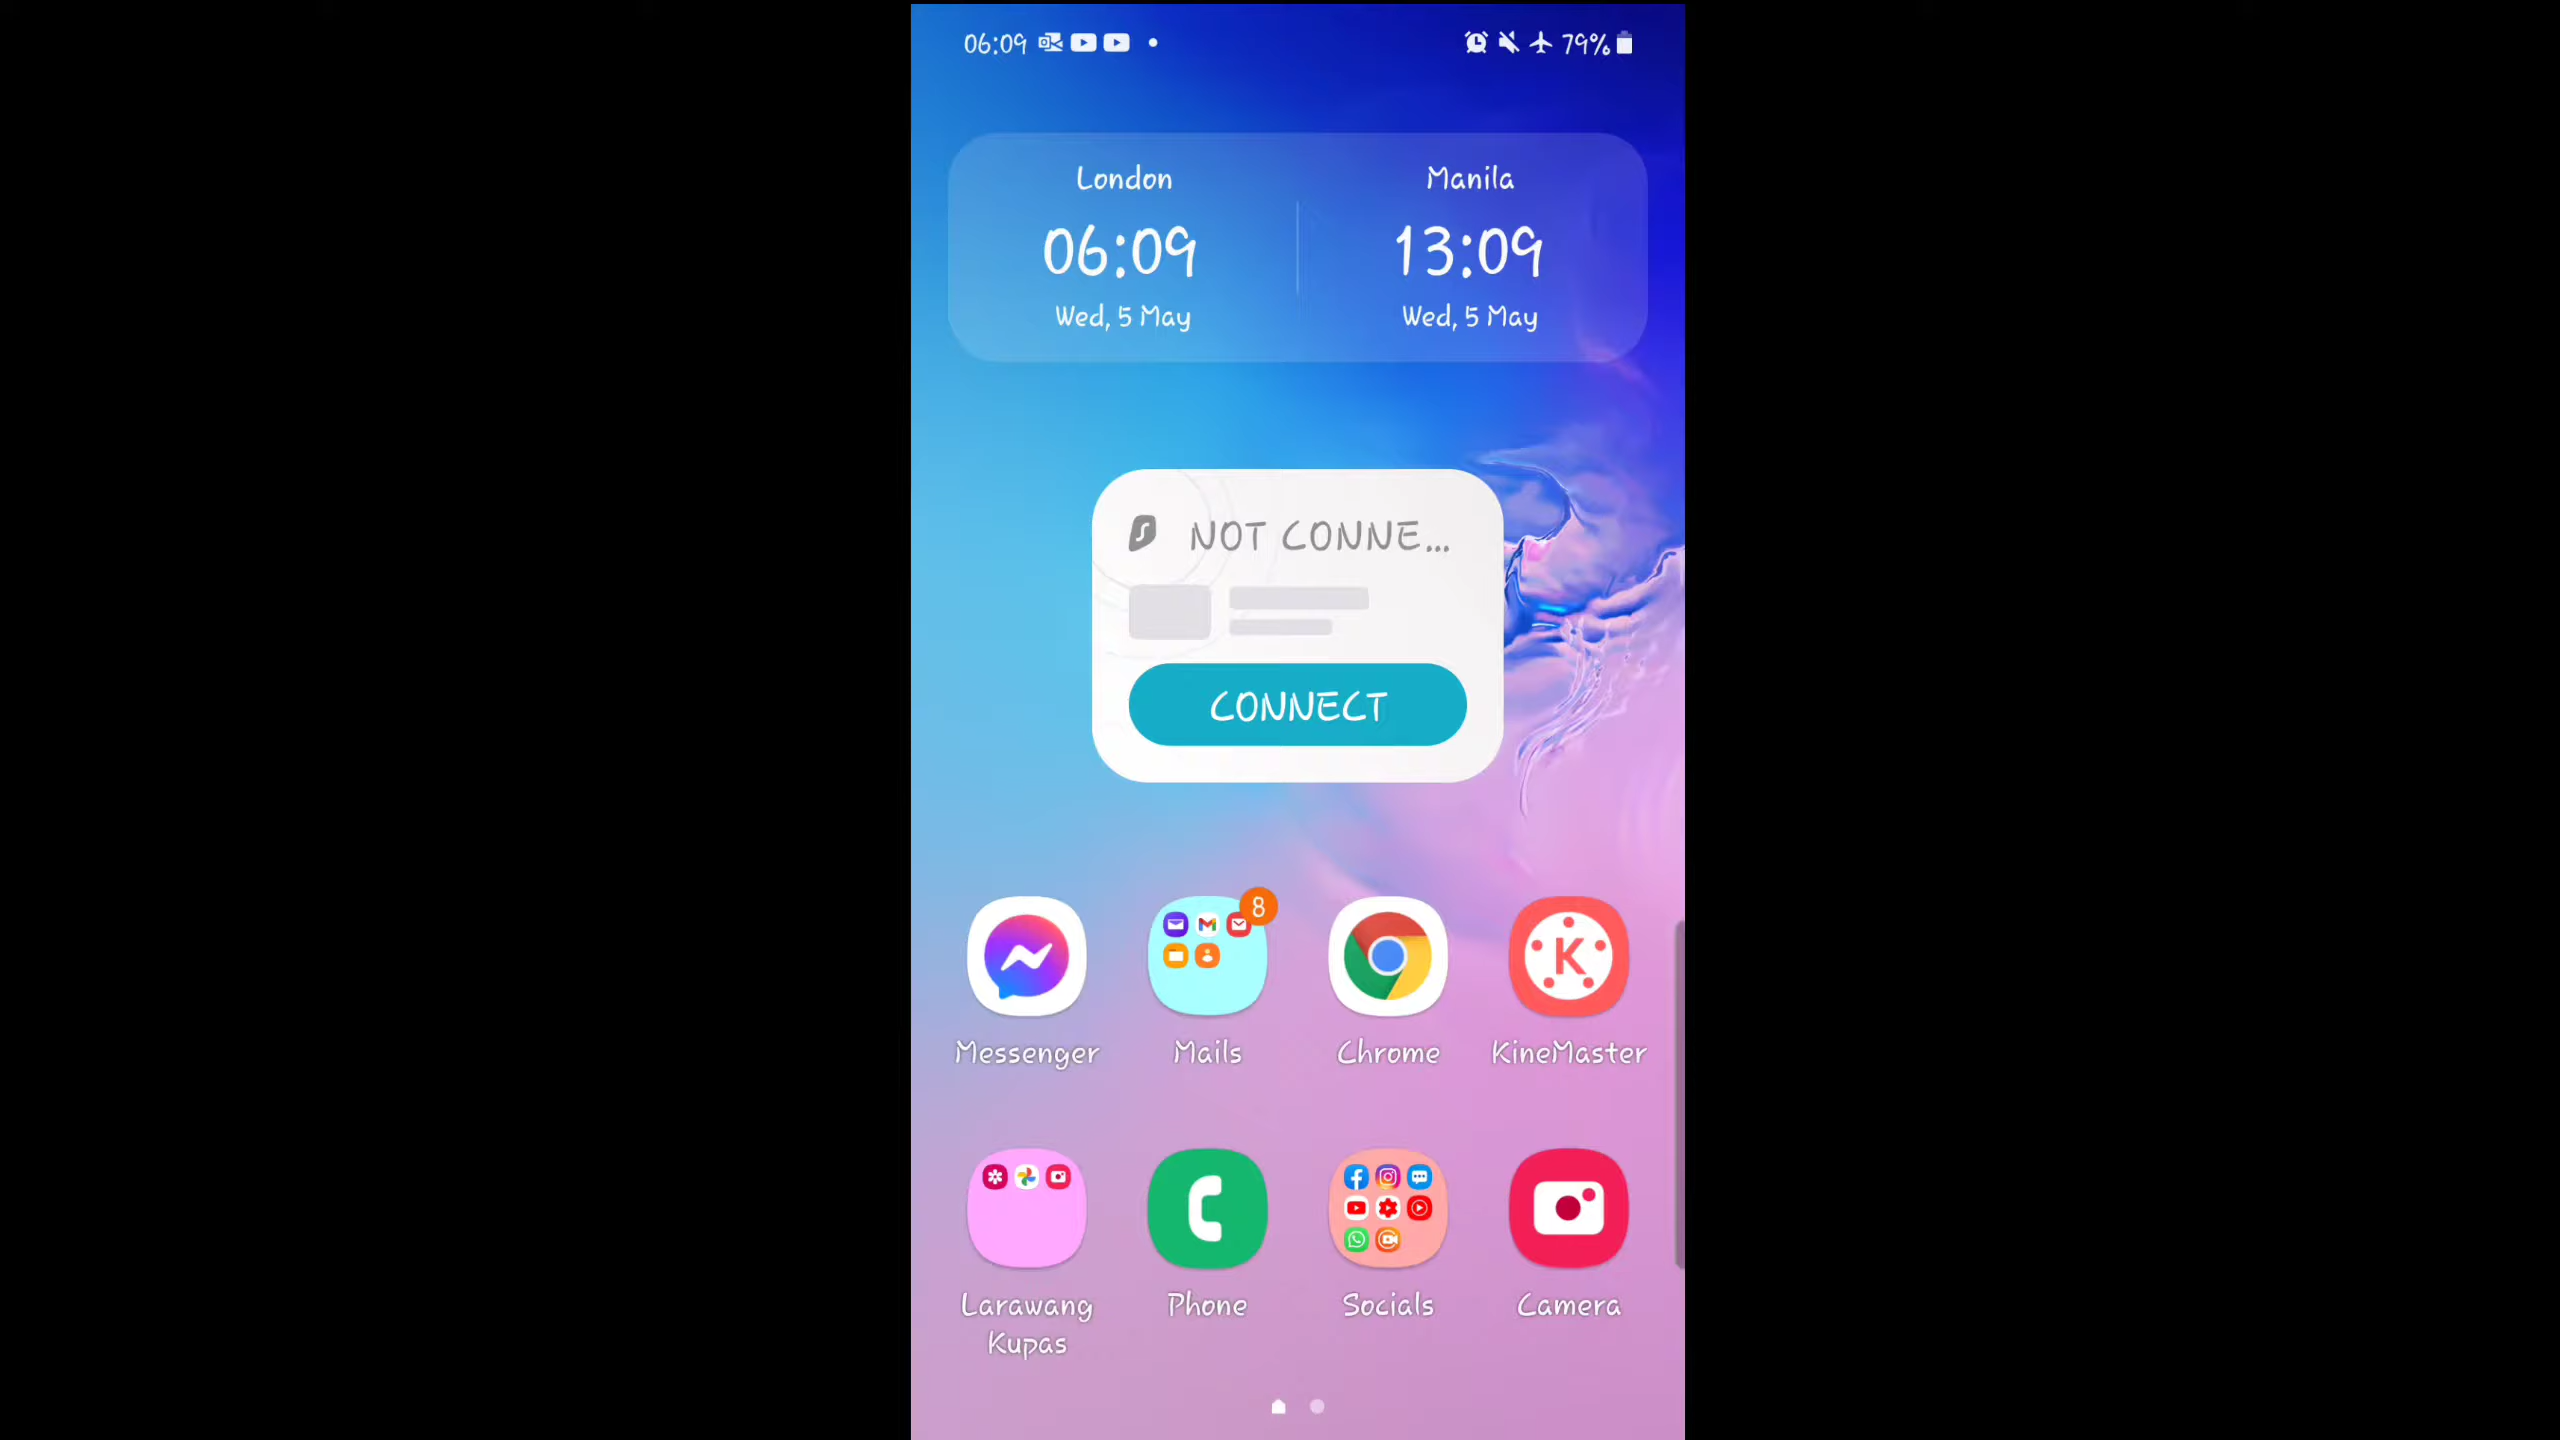 06:09
79%
London
Manila
06:09
13:09
Wed, 5 May
Wed, 5 May
NOT CONNE...
CONNECT
8
Messenger
Mails
Chrome
K
KineMaster
Larawang
Kupas
Phone
Socials
Camera